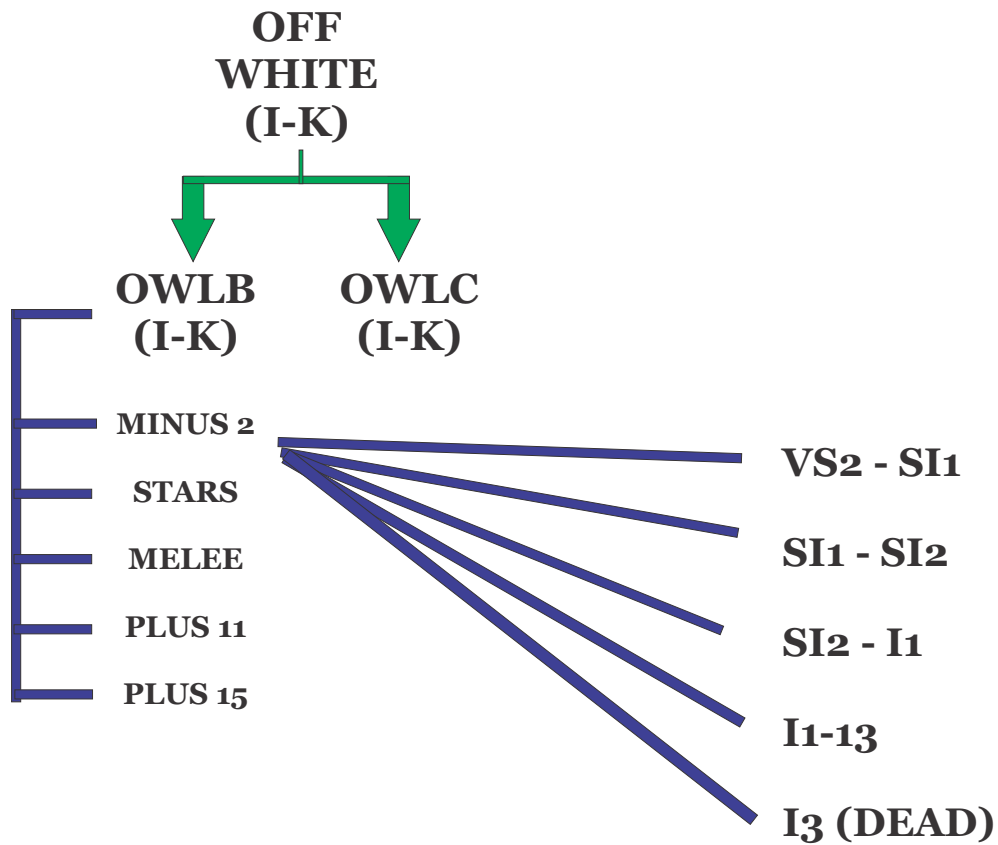 OFF
WHITE
(I-K)
OWLB
(I-K)
OWLC
(I-K)
MINUS 2
STARS
MELEE
PLUS 11
PLUS 15
VS2 - SI1
SI1 - SI2
SI2 - I1
I1-13
I3 (DEAD)